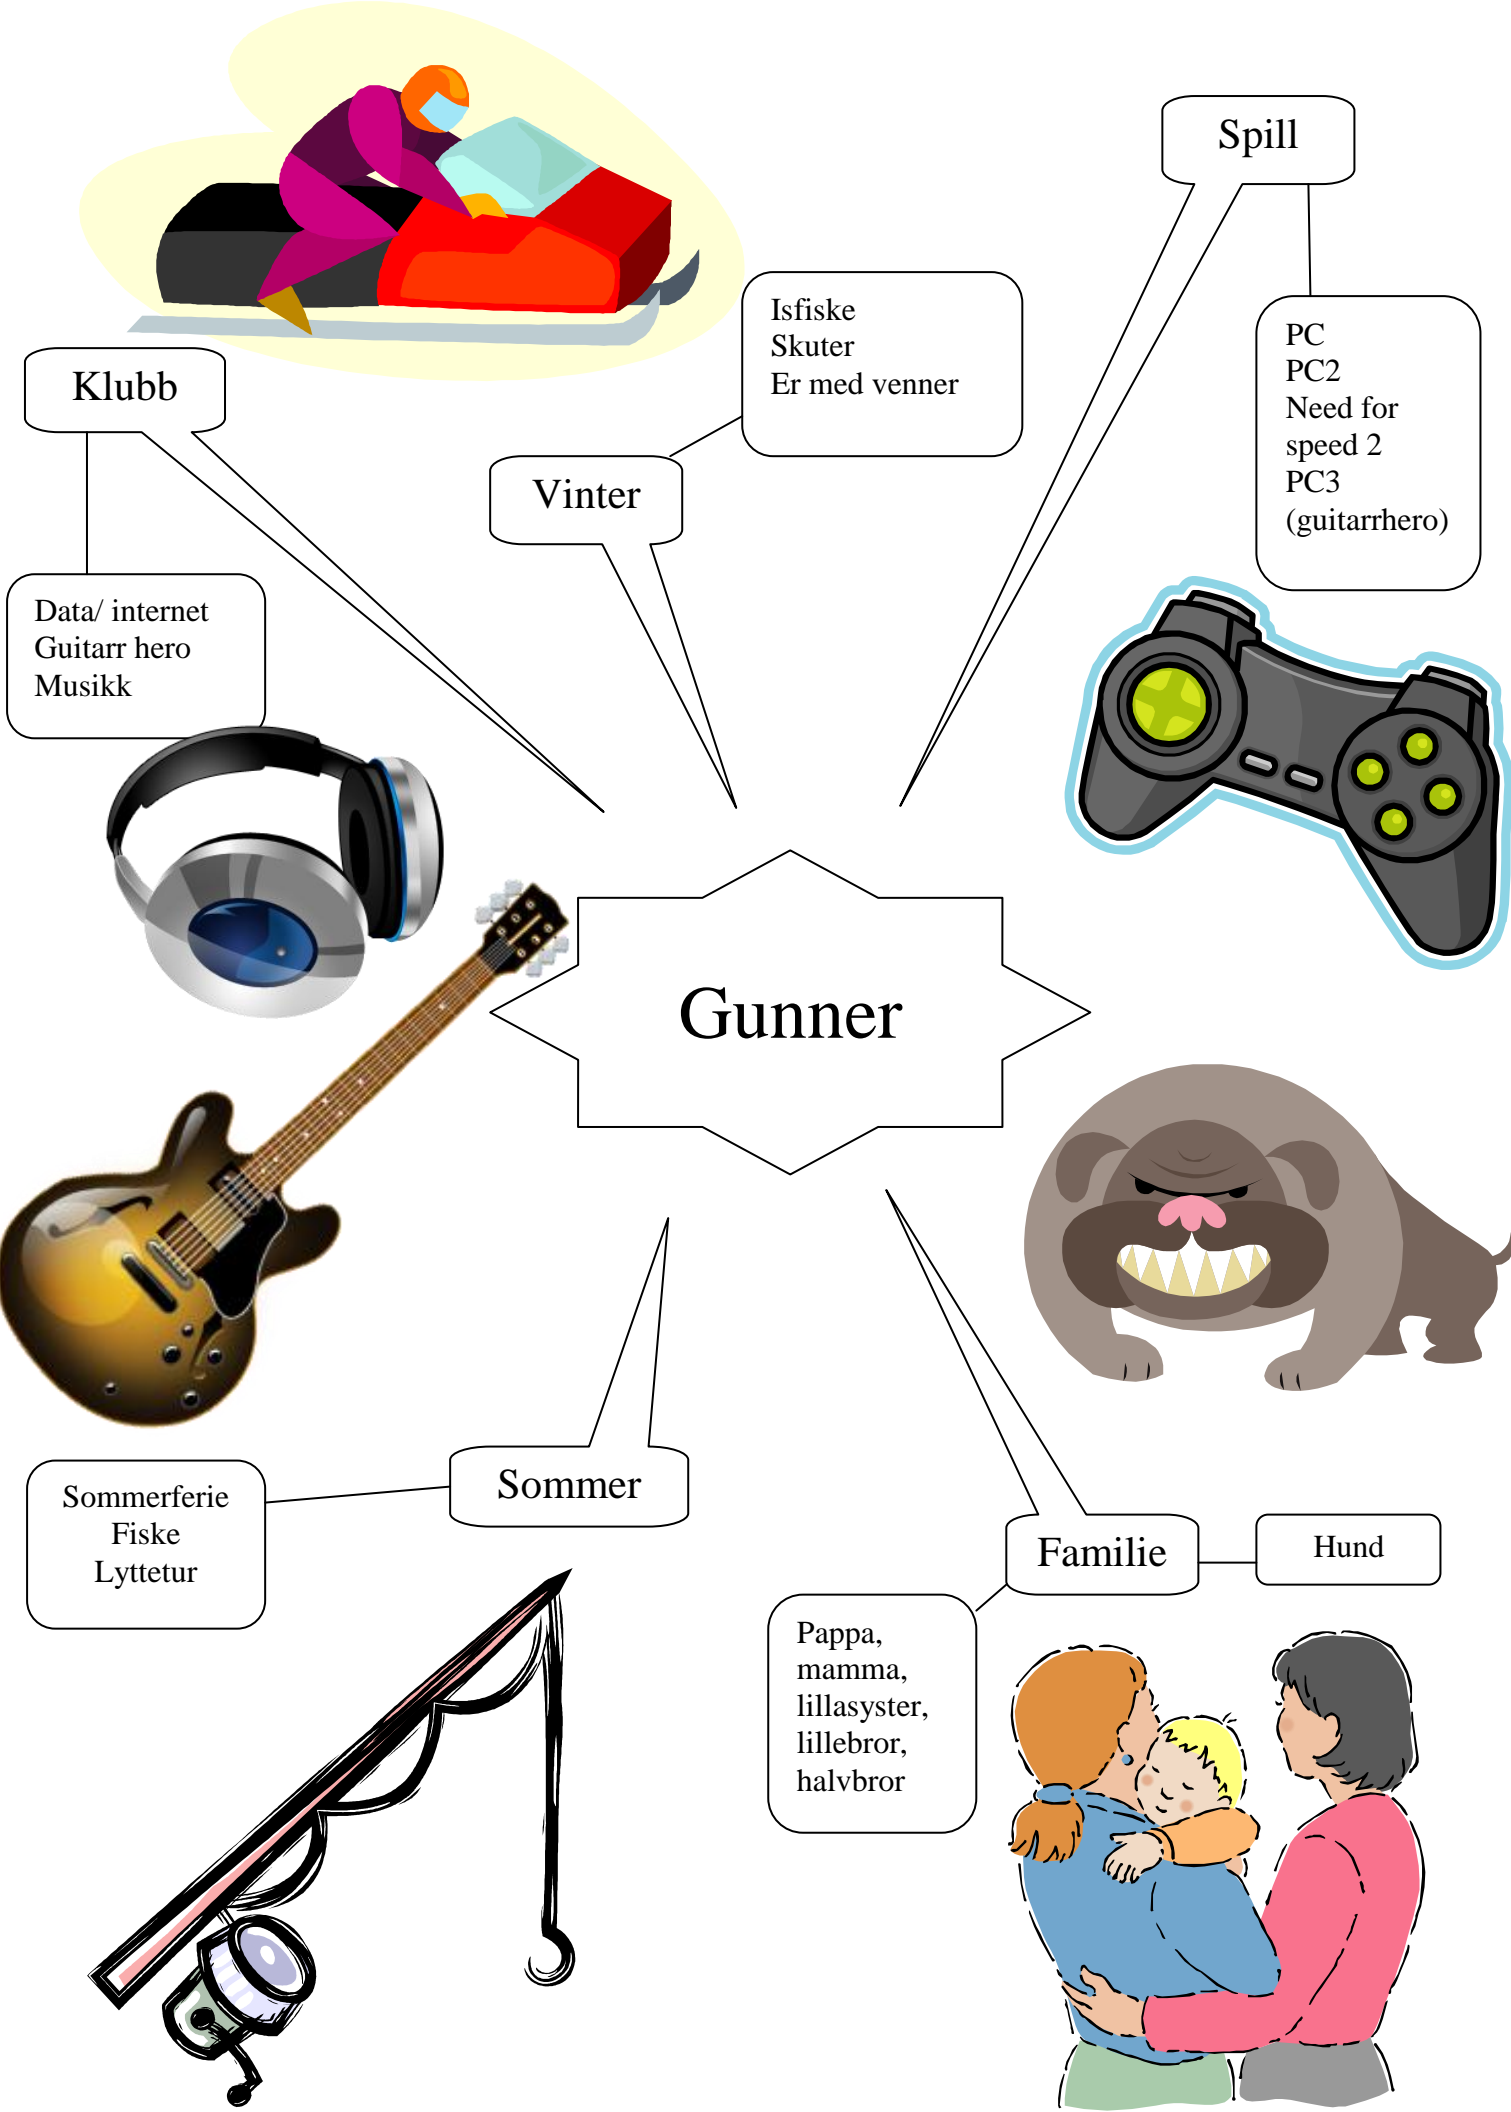 Spill
Isfiske
Skuter
Er med venner
PC
PC2
Need for
speed 2
PC3
(guitarrhero)
Klubb
Vinter
Data/ internet
Guitarr hero
Musikk
Gunner
Sommer
Sommerferie
Fiske
Lyttetur
Familie
Hund
Pappa,
mamma,
lillasyster,
lillebror,
halvbror